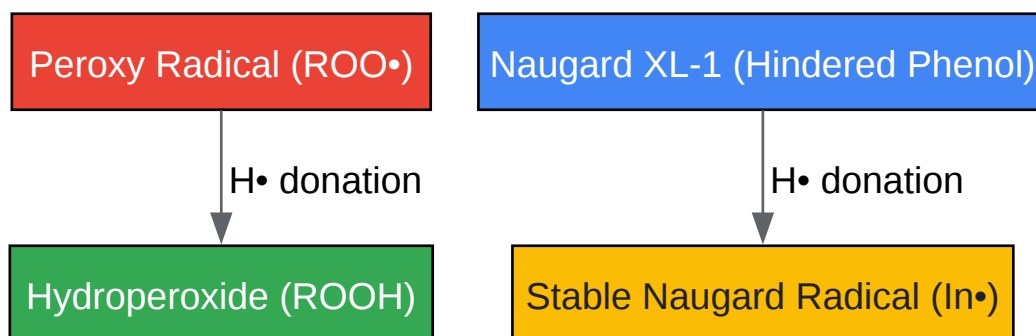 Peroxy Radical (ROO•)
Naugard XL-1 (Hindered Phenol)
H• donation
H• donation
Hydroperoxide (ROOH)
Stable Naugard Radical (In•)